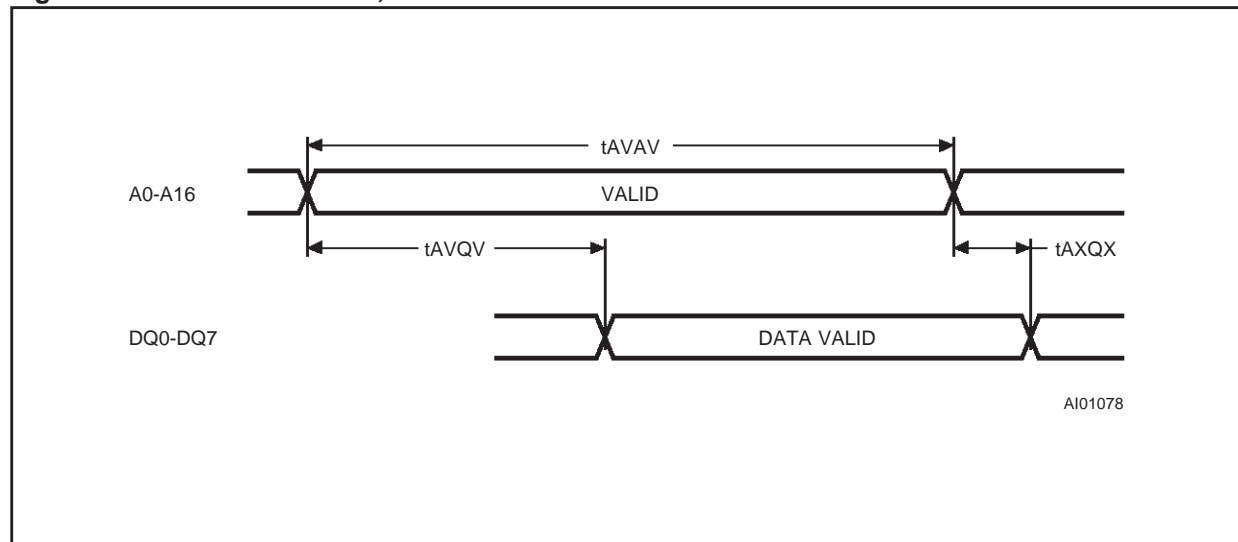 tAVAV
A0-A16
VALID
tAVQV
tAXQX
DQ0-DQ7
DATA VALID
AI01078